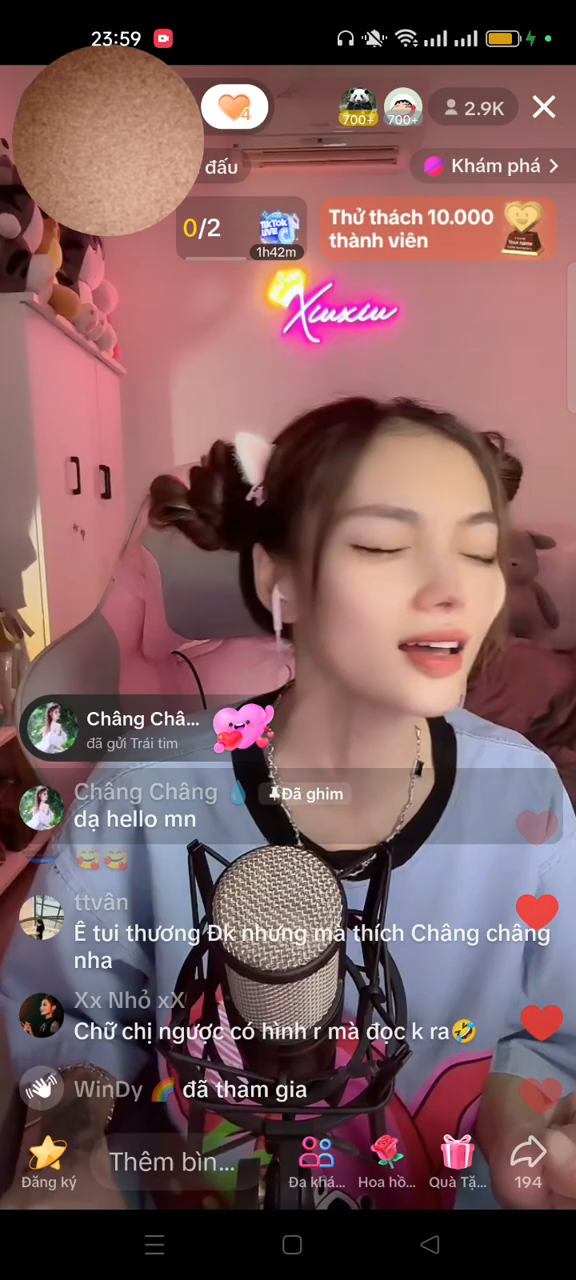 23:59
4
700+
700+
2.9K
đấu
Khám phá
0/2
TikTok LIVE
1h42m
Thử thách 10.000
thành viên
Xiuxiu
Châng Châ...
đã gửi Trái tim
Châng Châng
Đã ghim
dạ hello mn
ttvân
Ê tui thương Đk nhưng mà thích Châng châng
nha
Xx Nhỏ xX
Chữ chị ngược có hình r mà đọc k ra🤣
WinDy 🌈 đã tham gia
Đăng ký
Thêm bìn...
Đa khá...
Hoa hồ...
Quà Tặ...
194